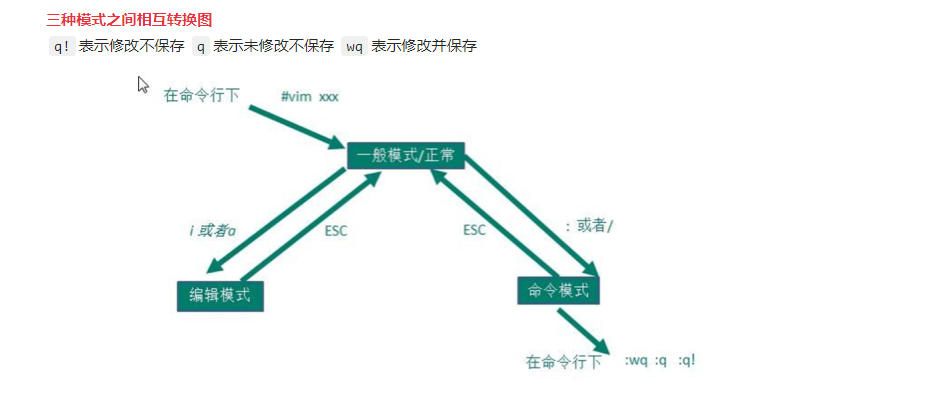 三种模式之间相互转换图
q! 表示修改不保存 q 表示未修改不保存 wq 表示修改并保存
在命令行下 #vim xxx
一般模式/正常
i 或者a ESC ESC : 或者/
编辑模式 命令模式
在命令行下 :wq :q :q!